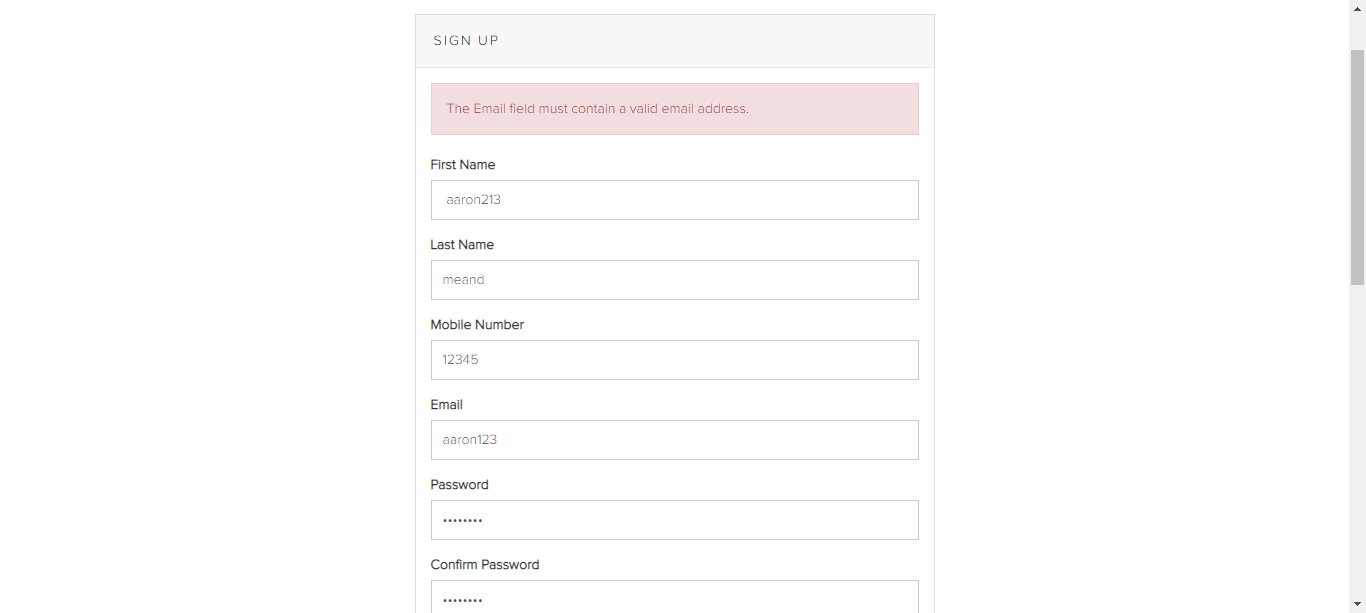 SIGN UP
The Email field must contain a valid email address.
First Name
aaron213
Last Name
meand
Mobile Number
12345
Email
aaron123
Password
••••••••
Confirm Password
••••••••